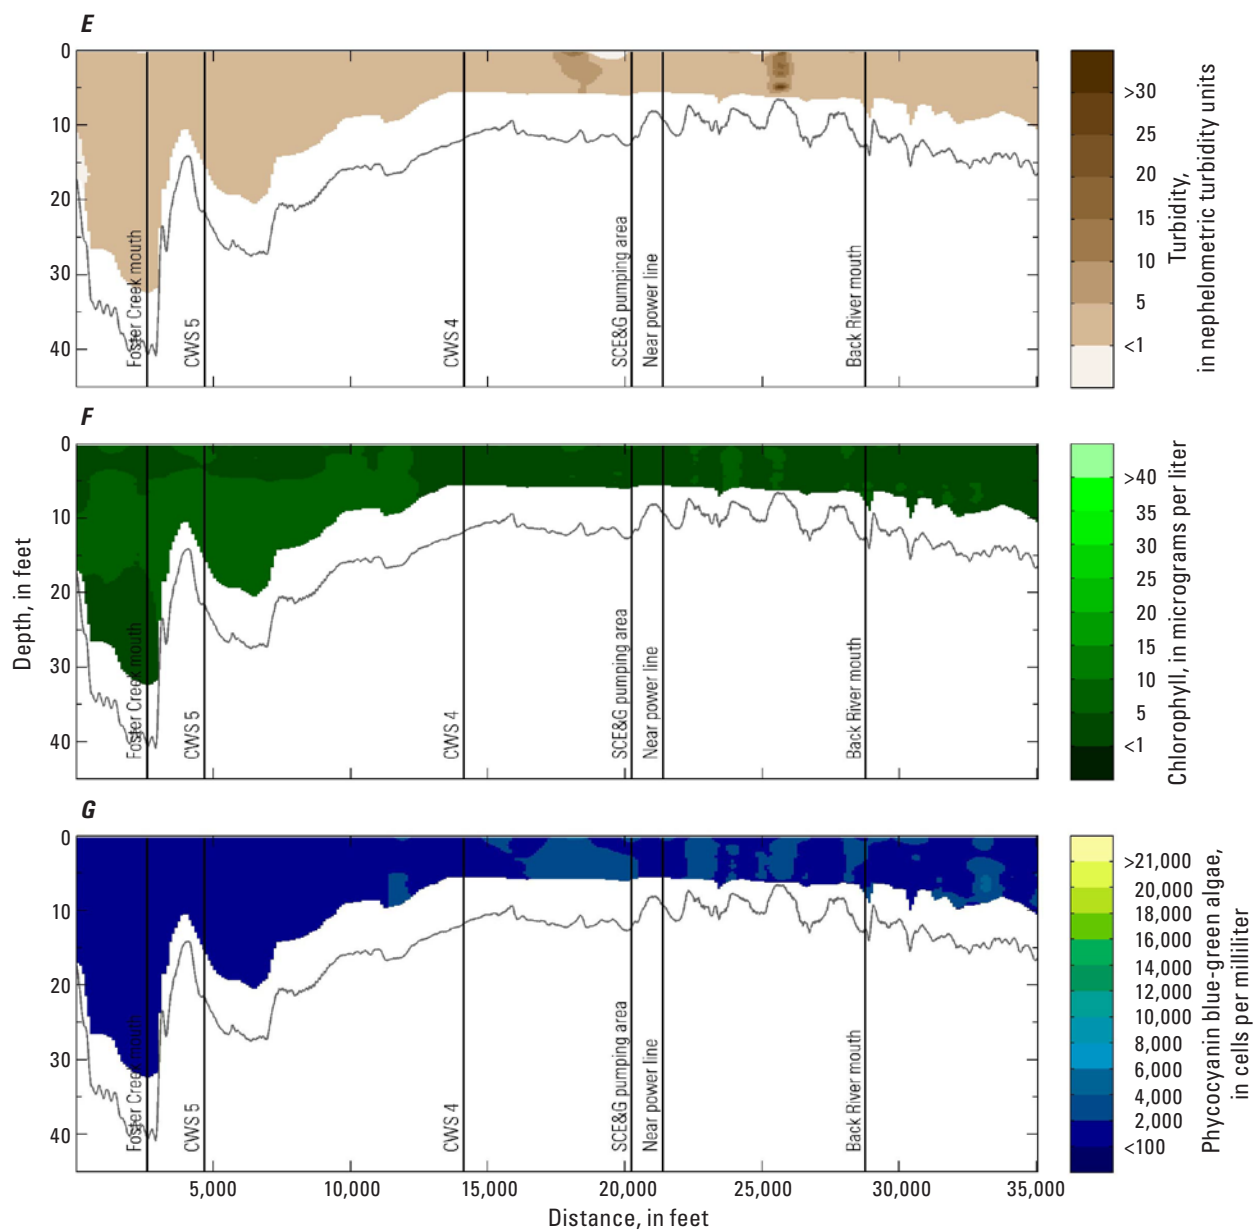 E
0
10
20
30
40
Foster Creek mouth
CWS 5
CWS 4
SCE&G pumping area
Near power line
Back River mouth
>30
25
20
15
10
5
<1
Turbidity,
in nephelometric turbidity units
F
0
10
20
30
40
Depth, in feet
Foster Creek mouth
CWS 5
CWS 4
SCE&G pumping area
Near power line
Back River mouth
>40
35
30
25
20
15
10
5
<1
Chlorophyll, in micrograms per liter
G
0
10
20
30
40
Foster Creek mouth
CWS 5
CWS 4
SCE&G pumping area
Near power line
Back River mouth
>21,000
20,000
18,000
16,000
14,000
12,000
10,000
8,000
6,000
4,000
2,000
<100
Phycocyanin blue-green algae,
in cells per milliliter
5,000 10,000 15,000 20,000 25,000 30,000 35,000
Distance, in feet